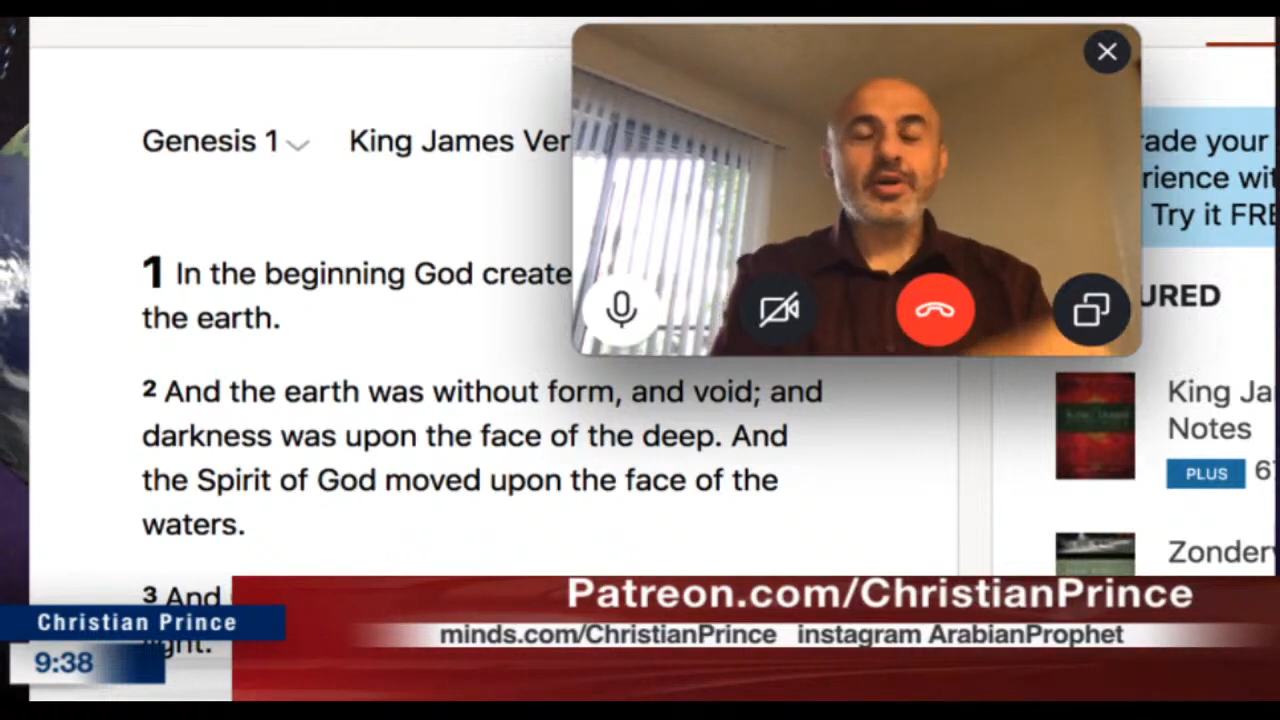 Genesis 1 King James Ver
rade your
rience wit
Try it FRE
1 In the beginning God create
the earth.
URED
2 And the earth was without form, and void; and
darkness was upon the face of the deep. And
the Spirit of God moved upon the face of the
waters.
King Ja
Notes
PLUS 6
Zonder
3 And
ght.
Patreon.com/ChristianPrince
minds.com/ChristianPrince instagram ArabianProphet
Christian Prince
9:38